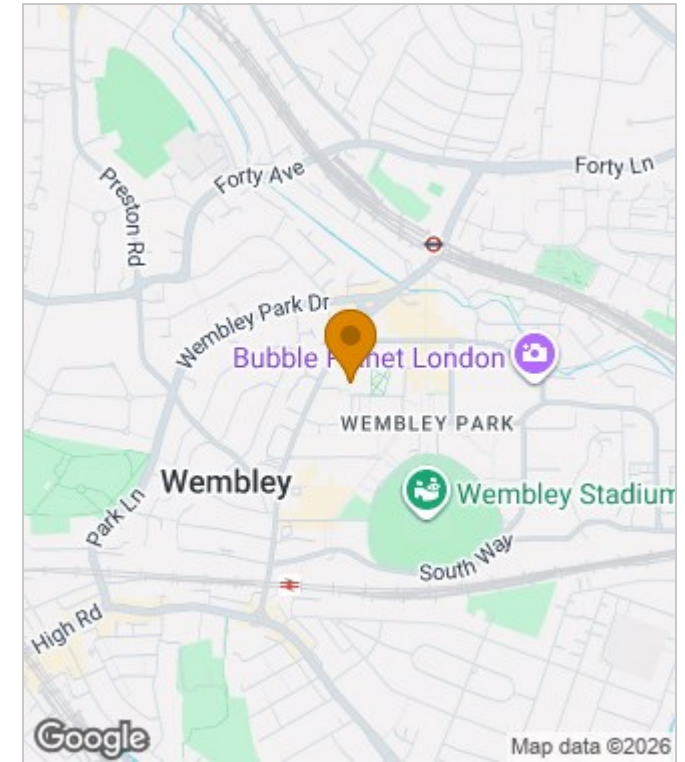 Forty Ave
Forty Ln
Preston Rd
Wembley Park Dr
Bubble
net London
WEMBLEY PARK
Wembley
Wembley Stadium
Park Ln
South Way
High Rd
Google
Map data ©2026